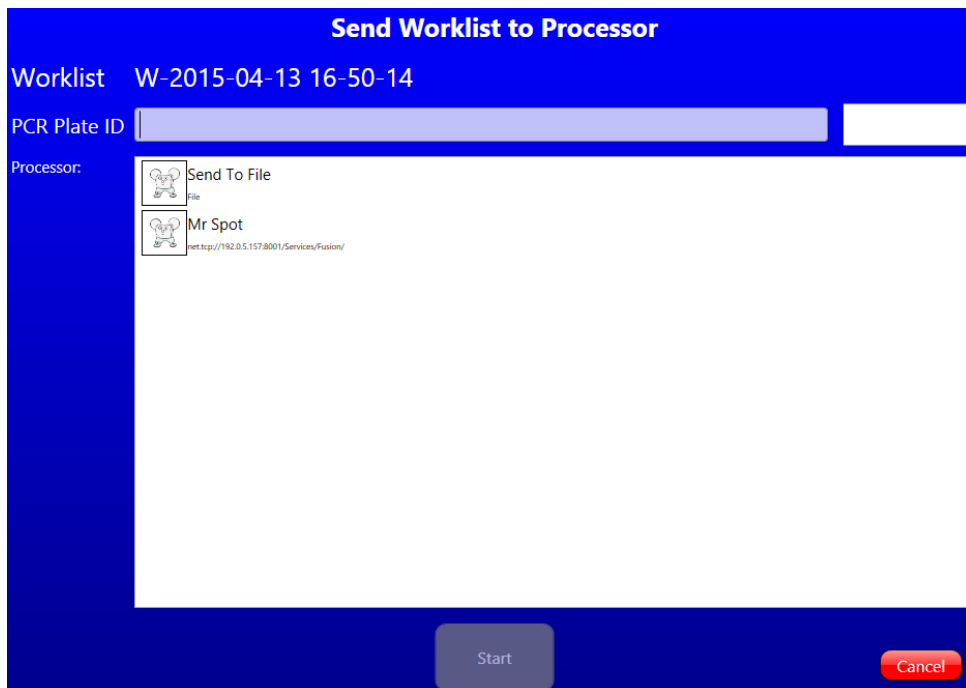 Send Worklist to Processor
Worklist W-2015-04-13 16-50-14
PCR Plate ID
Processor:
Send To File
File
Mr Spot
net.tcp://192.0.5.157:8001/Services/Fusion/
Start
Cancel